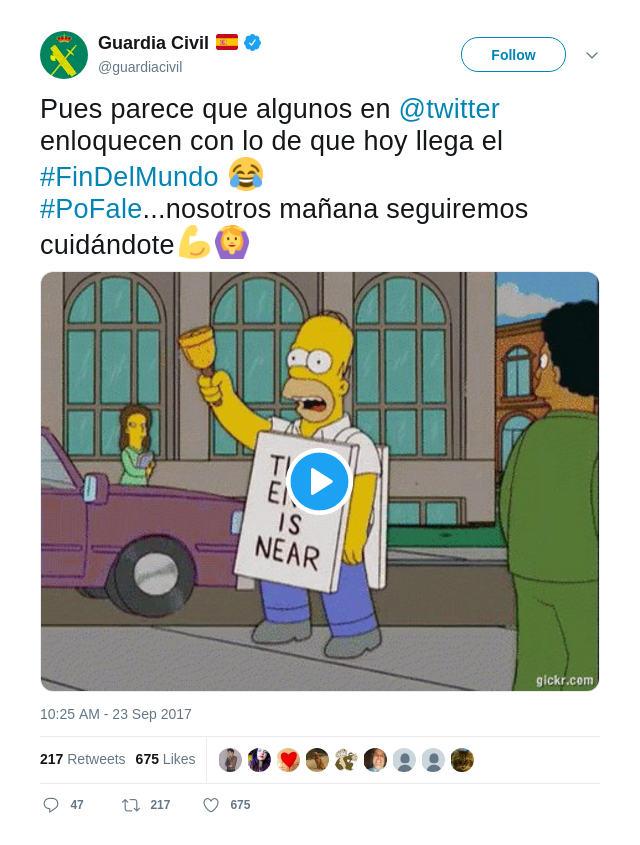 Guardia Civil 🇪🇸
@guardiacivil
Follow
Pues parece que algunos en @twitter
enloquecen con lo de que hoy llega el
#FinDelMundo 😂
#PoFale...nosotros mañana seguiremos
cuidándote💪🙆
IS
NEAR
gickr.com
10:25 AM - 23 Sep 2017
217 Retweets 675 Likes
47 217 675